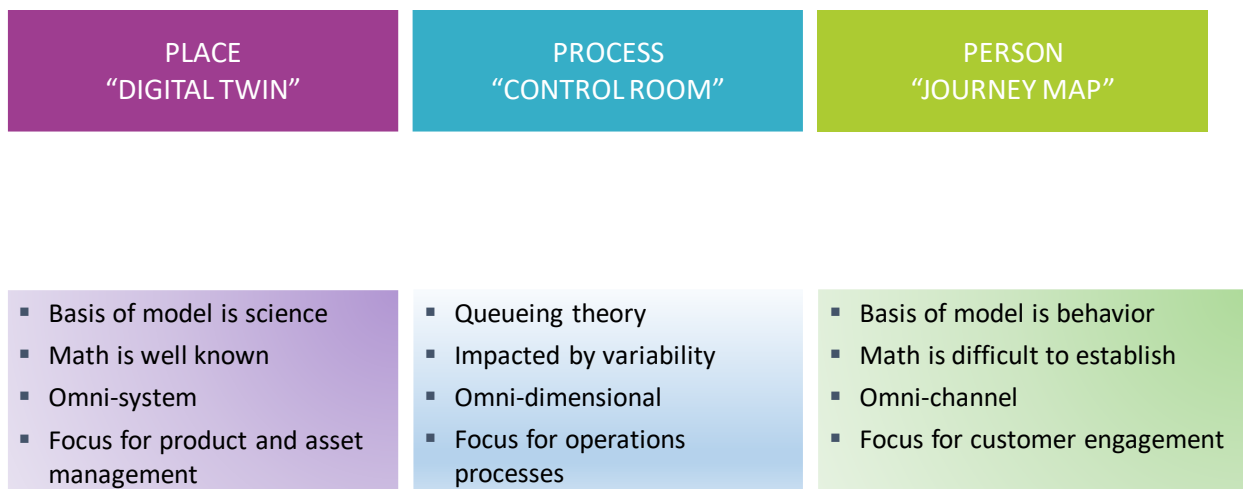 PLACE
“DIGITAL TWIN”
PROCESS
“CONTROL ROOM”
PERSON
“JOURNEY MAP”
▪ Basis of model is science
▪ Math is well known
▪ Omni-system
▪ Focus for product and asset
management
▪ Queueing theory
▪ Impacted by variability
▪ Omni-dimensional
▪ Focus for operations
processes
▪ Basis of model is behavior
▪ Math is difficult to establish
▪ Omni-channel
▪ Focus for customer engagement